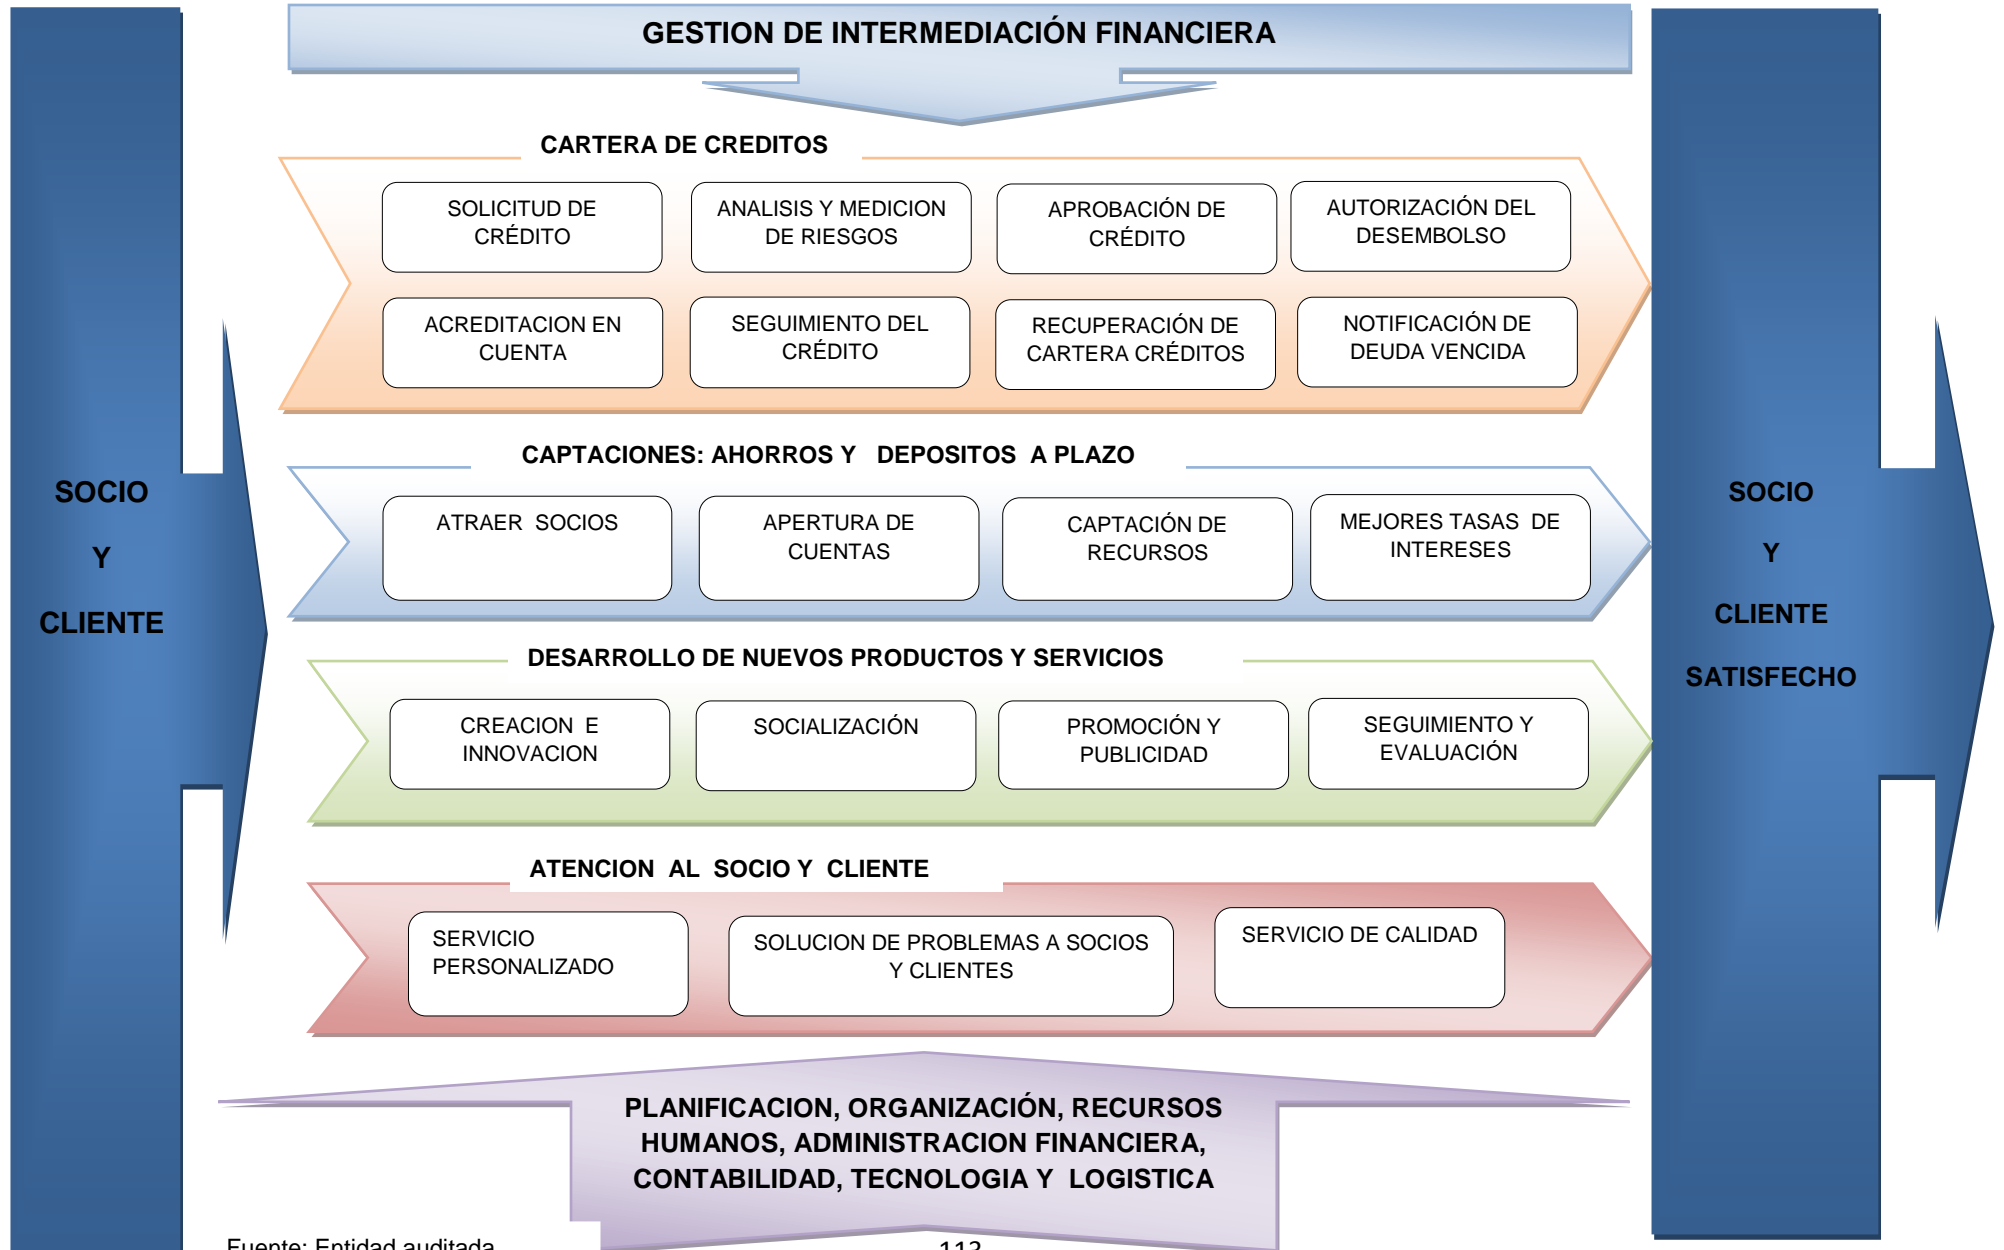 GESTION DE INTERMEDIACIÓN FINANCIERA
SOCIO
Y
CLIENTE
CARTERA DE CREDITOS
SOLICITUD DE
CRÉDITO
ANALISIS Y MEDICION
DE RIESGOS
APROBACIÓN DE
CRÉDITO
AUTORIZACIÓN DEL
DESEMBOLSO
ACREDITACION EN
CUENTA
SEGUIMIENTO DEL
CRÉDITO
RECUPERACIÓN DE
CARTERA CRÉDITOS
NOTIFICACIÓN DE
DEUDA VENCIDA
CAPTACIONES: AHORROS Y DEPOSITOS A PLAZO
ATRAER SOCIOS
APERTURA DE
CUENTAS
CAPTACIÓN DE
RECURSOS
MEJORES TASAS DE
INTERESES
DESARROLLO DE NUEVOS PRODUCTOS Y SERVICIOS
CREACION E
INNOVACION
SOCIALIZACIÓN
PROMOCIÓN Y
PUBLICIDAD
SEGUIMIENTO Y
EVALUACIÓN
ATENCION AL SOCIO Y CLIENTE
SERVICIO
PERSONALIZADO
SOLUCION DE PROBLEMAS A SOCIOS
Y CLIENTES
SERVICIO DE CALIDAD
SOCIO
Y
CLIENTE
SATISFECHO
PLANIFICACION, ORGANIZACIÓN, RECURSOS
HUMANOS, ADMINISTRACION FINANCIERA,
CONTABILIDAD, TECNOLOGIA Y LOGISTICA
Fuente: Entidad auditada